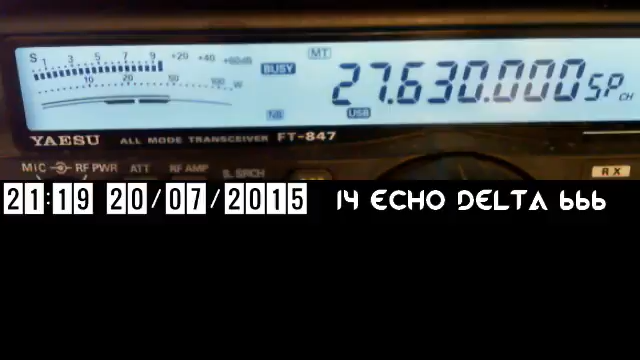 S 1 3 5 7 9 +20 +40 +60dB
BUSY MT 27.630.000 SP CH
10 20 50 100 W
NB USB
YAESU ALL MODE TRANSCEIVER FT-847
MIC RF PWR ATT RF AMP S. SRCH RX
21:19 20/07/2015 14 ECHO DELTA 666